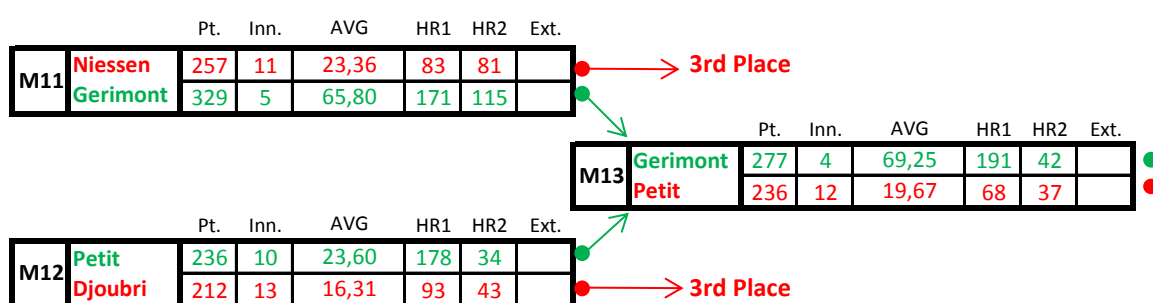 Pt. Inn. AVG HR1 HR2 Ext.
M11
Niessen 257 11 23,36 83 81
3rd Place
Gerimont 329 5 65,80 171 115
Pt. Inn. AVG HR1 HR2 Ext.
M13
Gerimont 277 4 69,25 191 42
Petit 236 12 19,67 68 37
Pt. Inn. AVG HR1 HR2 Ext.
M12
Petit 236 10 23,60 178 34
Djoubri 212 13 16,31 93 43
3rd Place